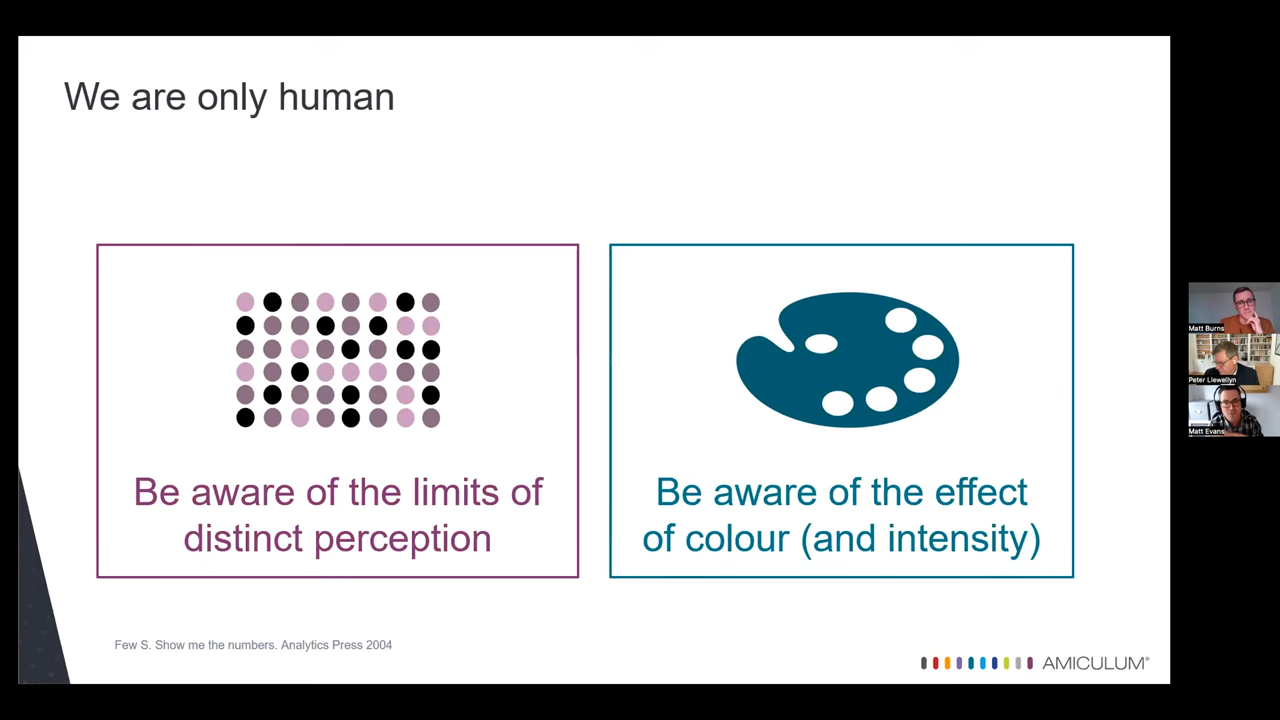 We are only human
Be aware of the limits of
distinct perception
Be aware of the effect
of colour (and intensity)
Few S. Show me the numbers. Analytics Press 2004
AMICULUM®
Matt Burns
Peter Llewellyn
Matt Evans